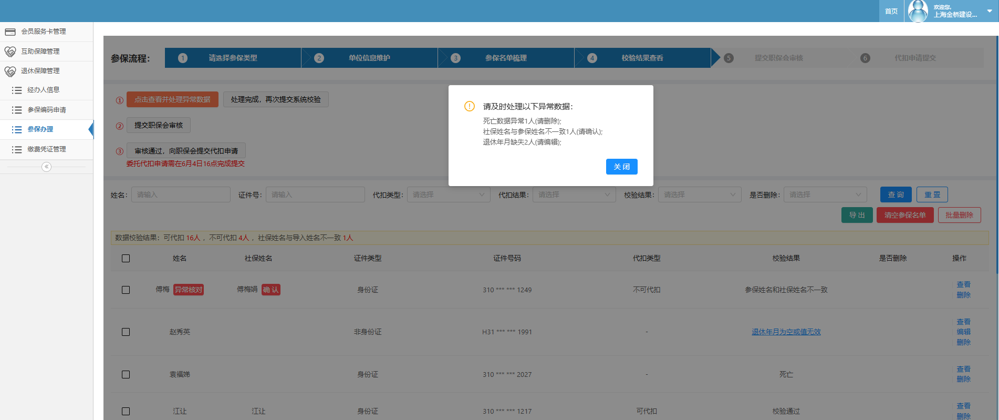 首页
欢迎您,
上海金桥建设...
会员服务卡管理
互助保障管理
退休保障管理
经办人信息
参保编码申请
参保办理
缴费凭证管理
参保流程：
1 请选择参保类型
2 单位信息维护
3 参保名单梳理
4 校验结果查看
5 提交职保会审核
6 代扣申请提交
① 点击查看并处理异常数据 处理完成，再次提交系统校验
② 提交职保会审核
③ 审核通过，向职保会提交代扣申请
委托代扣申请需在6月4日16点完成提交
请及时处理以下异常数据：
死亡数据异常1人(请删除);
社保姓名与参保姓名不一致1人(请确认);
退休年月缺失2人(请编辑);
关 闭
姓名： 请输入 证件号： 请输入 代扣类型： 请选择 代扣结果： 请选择 校验结果： 请选择 是否删除： 请选择 查 询 重 置
导 出 清空参保名单 批量删除
数据校验结果：可代扣 16人 ，不可代扣 4人 ，社保姓名与导入姓名不一致 1人
姓名 社保姓名 证件类型 证件号码 代扣类型 校验结果 是否删除 操作
傅梅 异常核对 傅梅娟 确 认 身份证 310 *** *** 1249 不可代扣 参保姓名和社保姓名不一致 查看
删除
赵秀英 非身份证 H31 *** *** 1991 - 退休年月为空或值无效 查看
编辑
删除
袁福娣 身份证 310 *** *** 2027 - 死亡 查看
删除
江让 江让 身份证 310 *** *** 1217 可代扣 校验通过 查看
删除